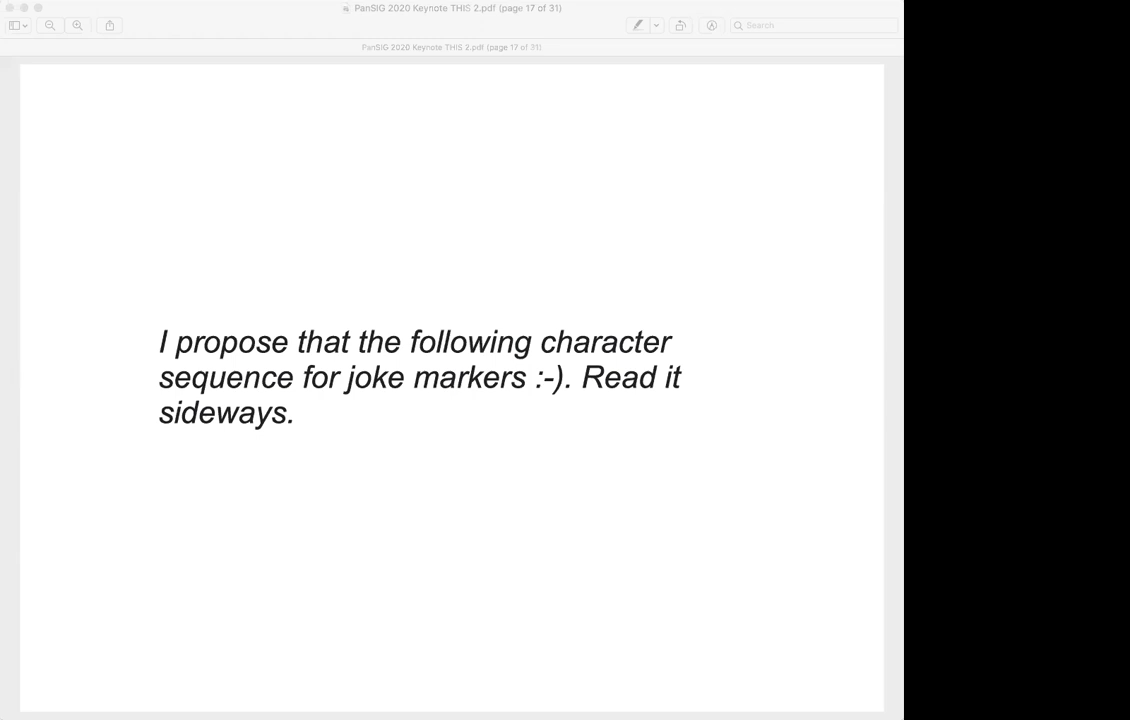 PanSIG 2020 Keynote THIS 2.pdf (page 17 of 31)
Search
PanSIG 2020 Keynote THIS 2.pdf (page 17 of 31)
I propose that the following character
sequence for joke markers :-). Read it
sideways.